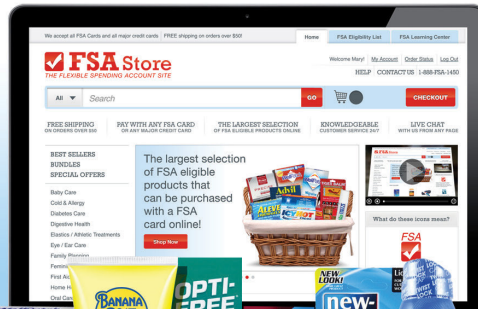 We accept all FSA Cards and all major credit cards
FREE shipping on orders over $50!
Home
FSA Eligibility List
FSA Learning Center
FSA Store
THE FLEXIBLE SPENDING ACCOUNT SITE
Welcome Mary!
My Account
Order Status
Log Out
HELP
CONTACT US 1-888-FSA-1450
All
Search
GO
CHECKOUT
FREE SHIPPING
ON ORDERS OVER $50
PAY WITH ANY FSA CARD
OR ANY MAJOR CREDIT CARD
THE LARGEST SELECTION
OF FSA ELIGIBLE PRODUCTS ONLINE
KNOWLEDGEABLE
CUSTOMER SERVICE 24/7
LIVE CHAT
WITH US FROM ANY PAGE
BEST SELLERS
BUNDLES
SPECIAL OFFERS
Baby Care
Cold & Allergy
Diabetes Care
Digestive Health
Elastics / Athletic Treatments
Eye / Ear Care
Family Planning
The largest selection
of FSA eligible
products that
can be purchased
with a FSA
card online!
Shop Now
Advil
ALEVE
ICY HOT
What do these icons mean?
FSA
BANANA
OPTI-
FREE
NEW
LOOK!
new-